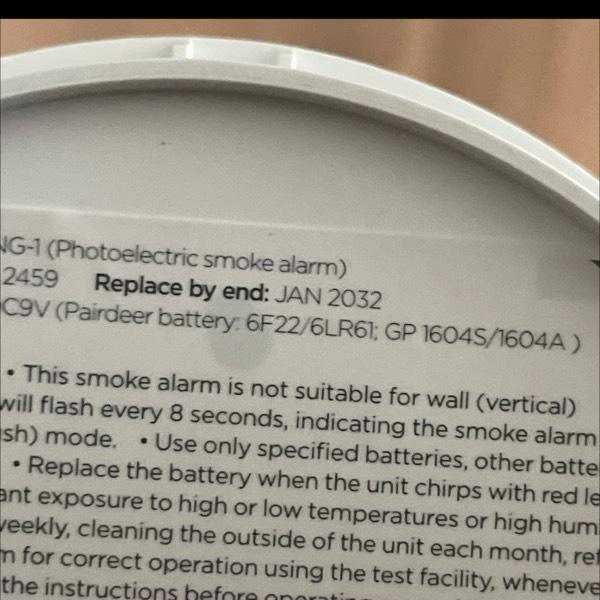 NG-1 (Photoelectric smoke alarm)
2459 Replace by end: JAN 2032
C9V (Pairdeer battery: 6F22/6LR61; GP 1604S/1604A )
• This smoke alarm is not suitable for wall (vertical)
will flash every 8 seconds, indicating the smoke alarm
sh) mode. • Use only specified batteries, other batte
• Replace the battery when the unit chirps with red le
ant exposure to high or low temperatures or high hum
weekly, cleaning the outside of the unit each month, ref
m for correct operation using the test facility, wheneve
the instructions before operating